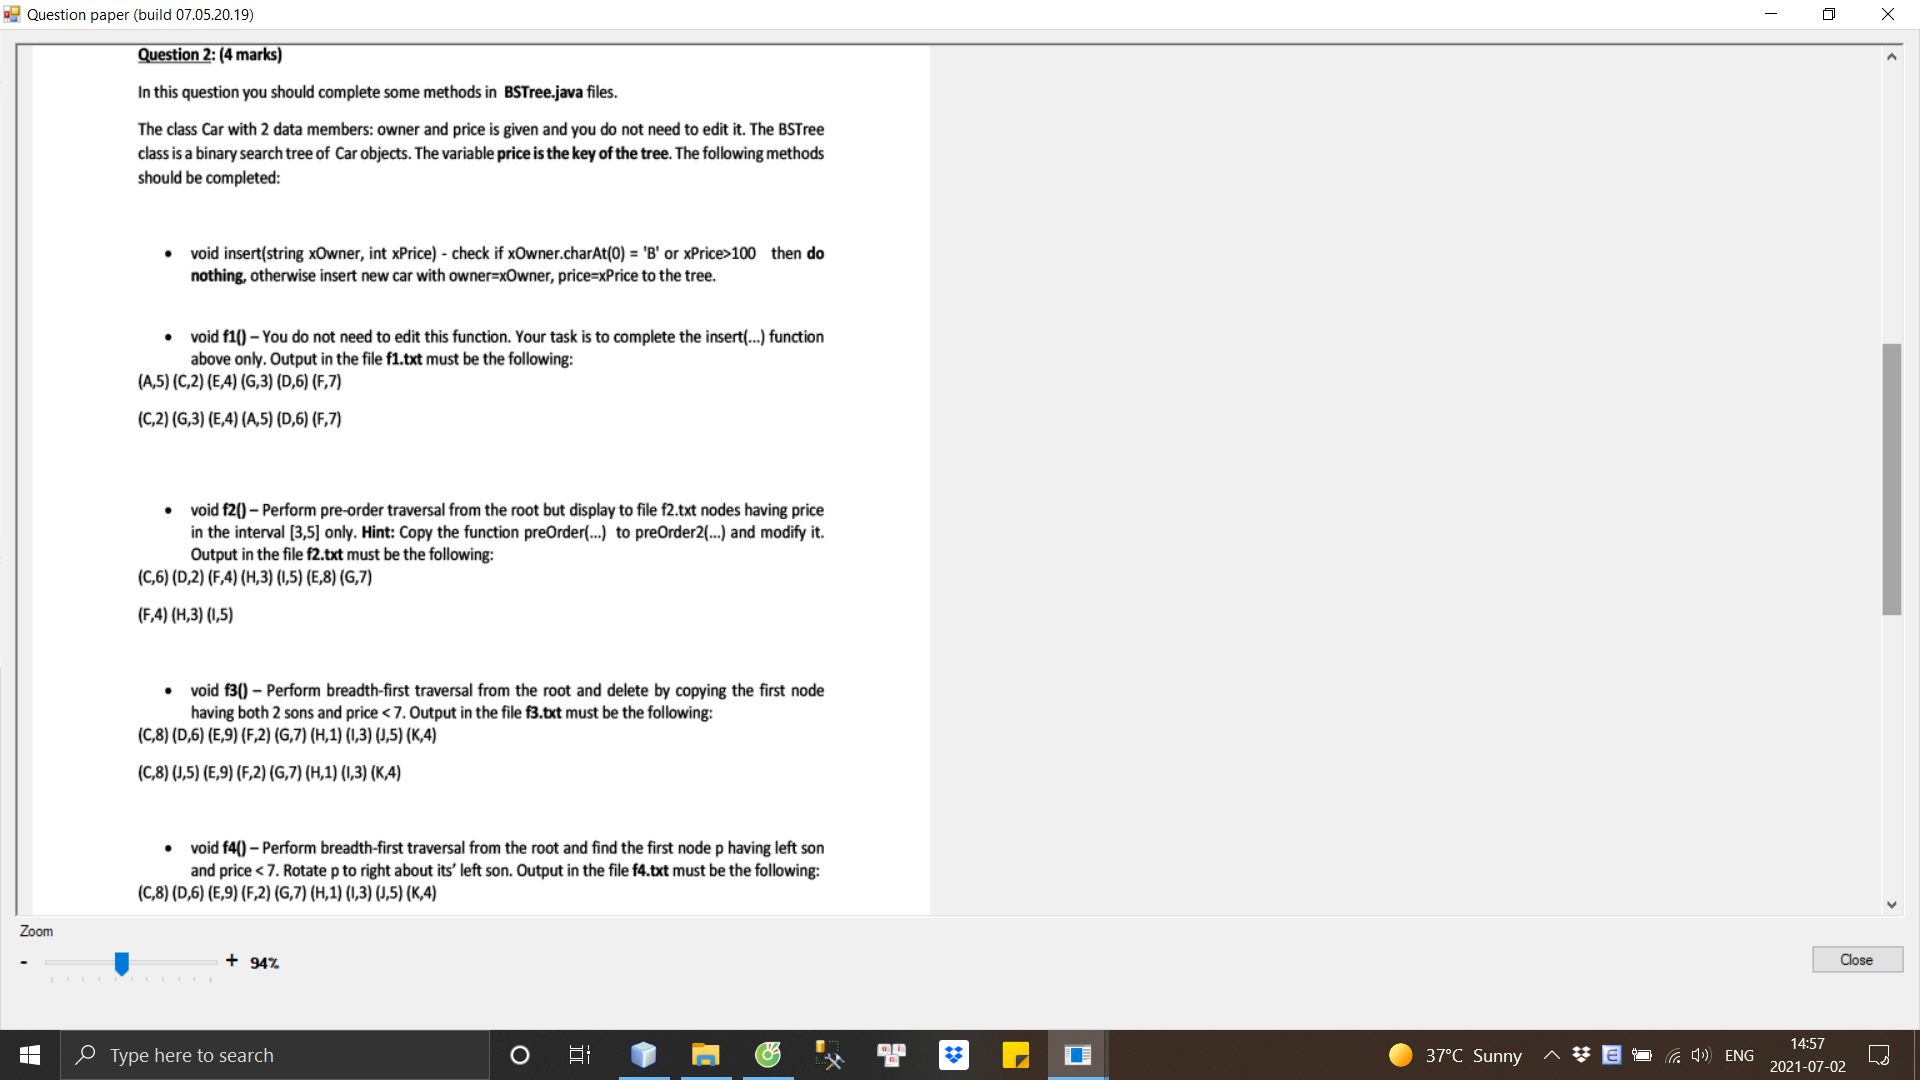 Question paper (build 07.05.20.19)
Question 2: (4 marks)
In this question you should complete some methods in BSTree.java files.
The class Car with 2 data members: owner and price is given and you do not need to edit it. The BSTree
class is a binary search tree of Car objects. The variable price is the key of the tree. The following methods
should be completed:
• void insert(string xOwner, int xPrice) - check if xOwner.charAt(0) = 'B' or xPrice>100 then do
nothing, otherwise insert new car with owner=xOwner, price=xPrice to the tree.
• void f1() – You do not need to edit this function. Your task is to complete the insert(...) function
above only. Output in the file f1.txt must be the following:
(A,5) (C,2) (E,4) (G,3) (D,6) (F,7)
(C,2) (G,3) (E,4) (A,5) (D,6) (F,7)
• void f2() – Perform pre-order traversal from the root but display to file f2.txt nodes having price
in the interval [3,5] only. Hint: Copy the function preOrder(...) to preOrder2(...) and modify it.
Output in the file f2.txt must be the following:
(C,6) (D,2) (F,4) (H,3) (I,5) (E,8) (G,7)
(F,4) (H,3) (I,5)
• void f3() – Perform breadth-first traversal from the root and delete by copying the first node
having both 2 sons and price < 7. Output in the file f3.txt must be the following:
(C,8) (D,6) (E,9) (F,2) (G,7) (H,1) (I,3) (J,5) (K,4)
(C,8) (J,5) (E,9) (F,2) (G,7) (H,1) (I,3) (K,4)
• void f4() – Perform breadth-first traversal from the root and find the first node p having left son
and price < 7. Rotate p to right about its' left son. Output in the file f4.txt must be the following:
(C,8) (D,6) (E,9) (F,2) (G,7) (H,1) (I,3) (J,5) (K,4)
Zoom
- + 94%
Close
Type here to search
37°C Sunny
ENG
14:57
2021-07-02